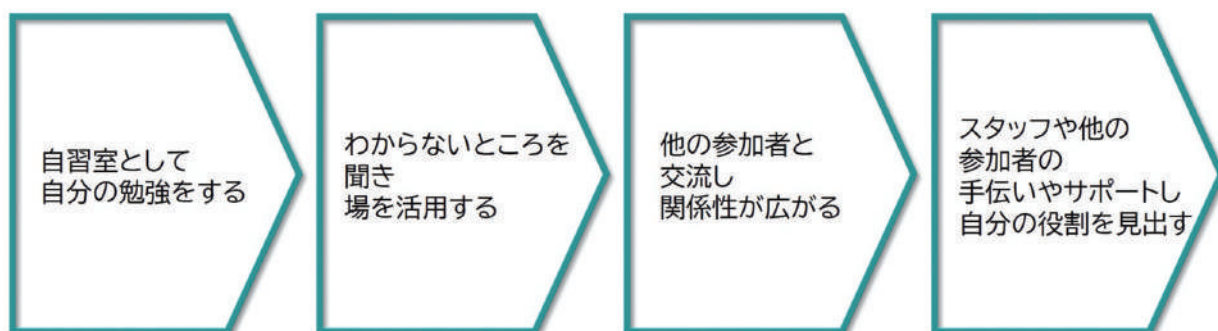 自習室として
自分の勉強をする
わからないところを
聞き
場を活用する
他の参加者と
交流し
関係性が広がる
スタッフや他の
参加者の
手伝いやサポートし
自分の役割を見出す